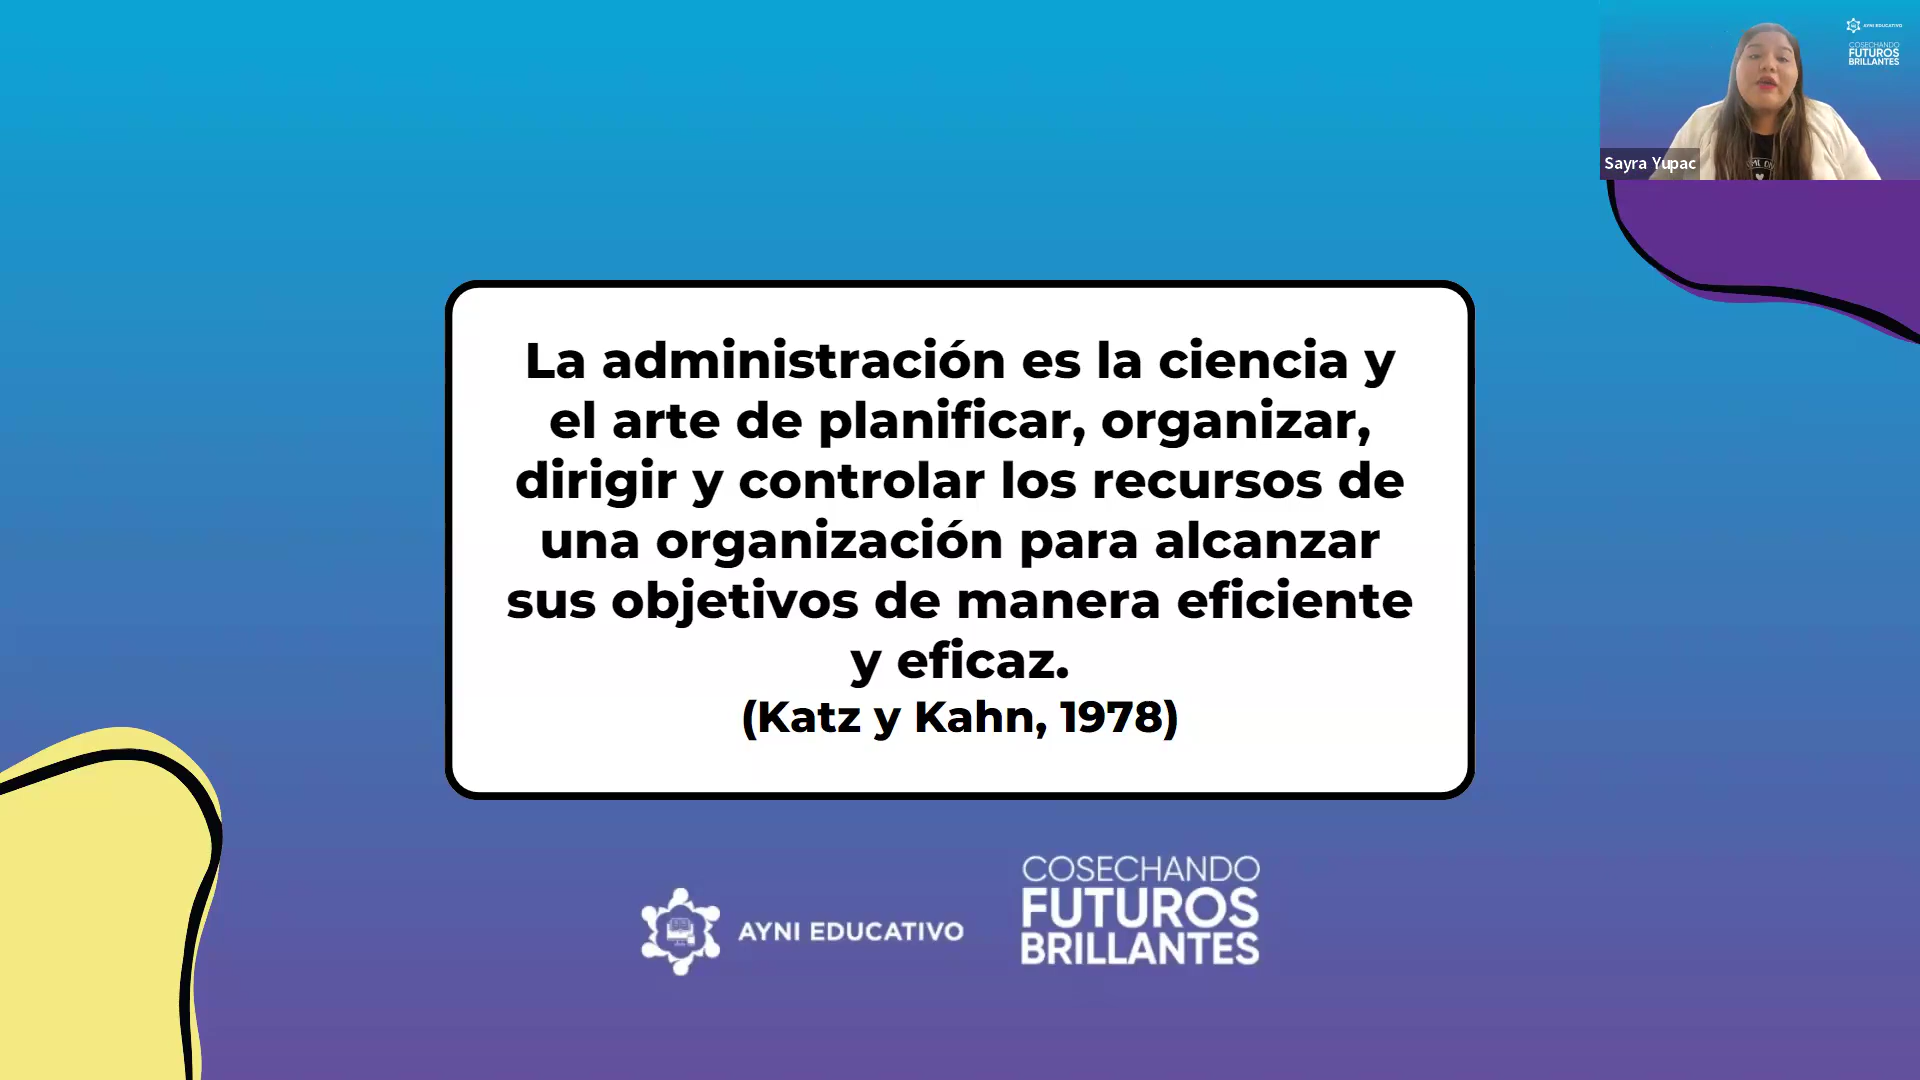 AYNI EDUCATIVO
COSECHANDO
FUTUROS
BRILLANTES
Sayra Yupac
La administración es la ciencia y
el arte de planificar, organizar,
dirigir y controlar los recursos de
una organización para alcanzar
sus objetivos de manera eficiente
y eficaz.
(Katz y Kahn, 1978)
AYNI EDUCATIVO
COSECHANDO
FUTUROS
BRILLANTES